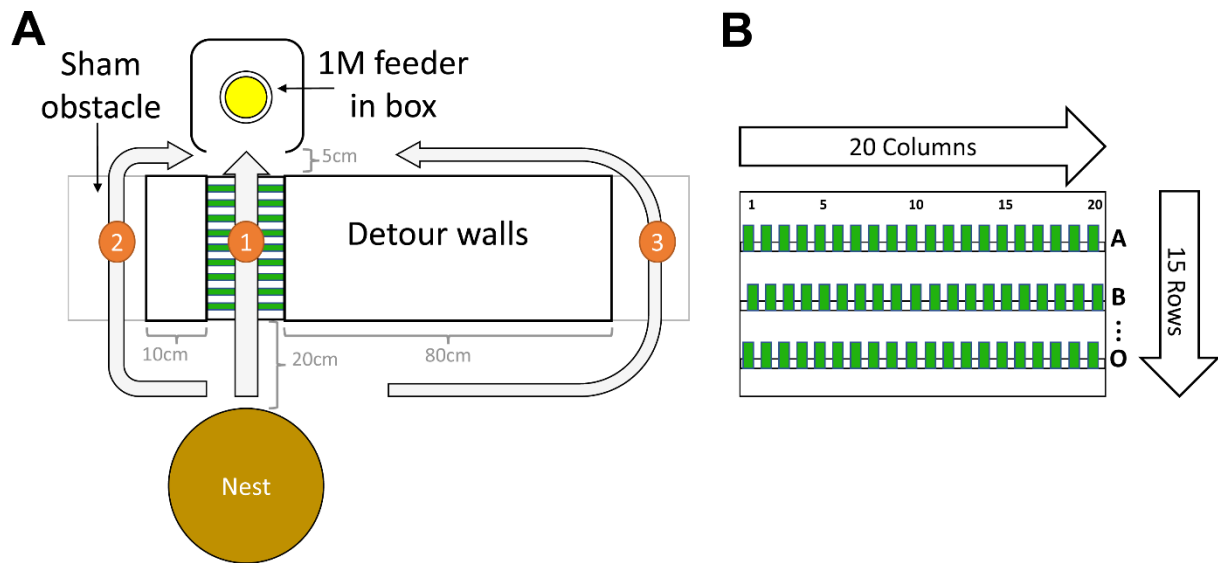 A
Sham
obstacle
1M feeder
in box
5cm
2
1
Detour walls
3
10cm
20cm
80cm
Nest
B
20 Columns
1 5 10 15 20
A
B
O
15 Rows